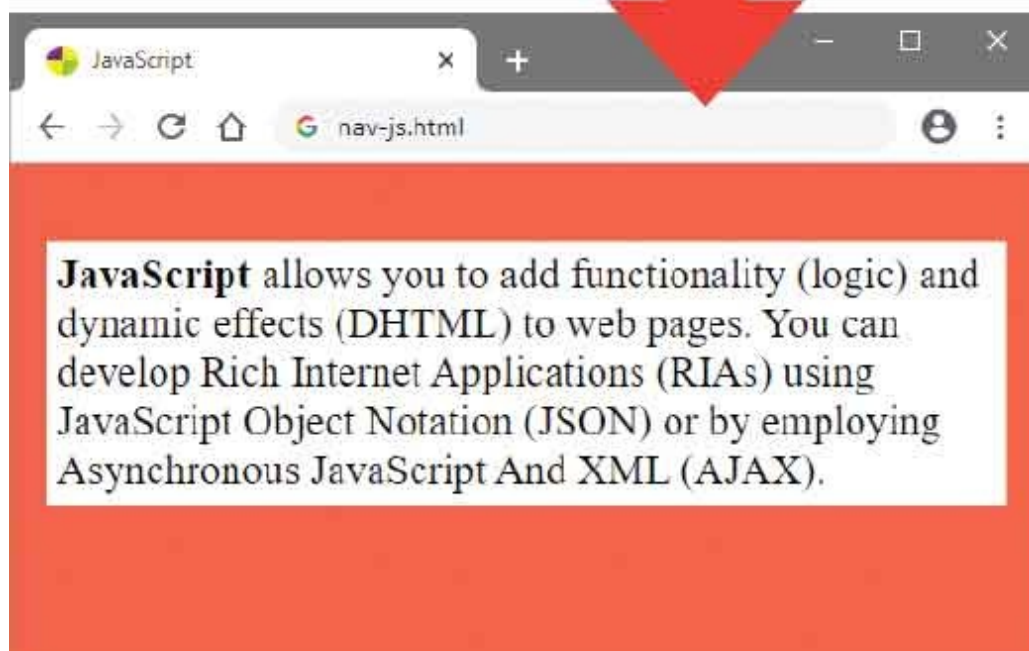 JavaScript
nav-js.html
JavaScript allows you to add functionality (logic) and
dynamic effects (DHTML) to web pages. You can
develop Rich Internet Applications (RIAs) using
JavaScript Object Notation (JSON) or by employing
Asynchronous JavaScript And XML (AJAX).